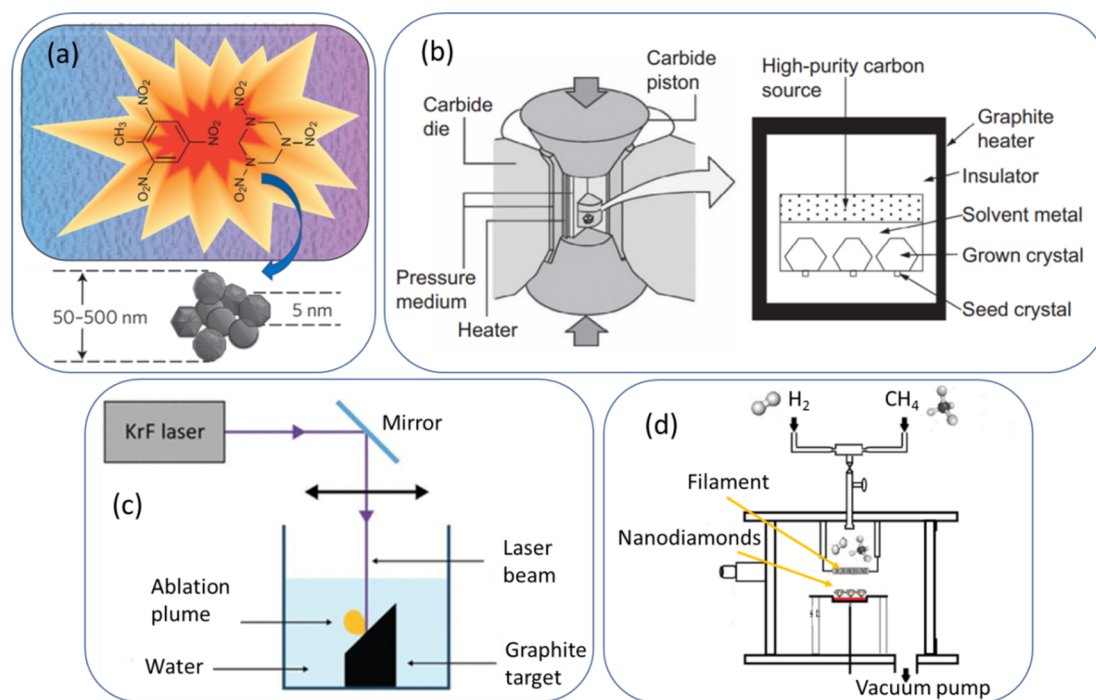 (a)
NO₂
CH₃
O₂N
NO₂
NO₂
N
N
NO₂
N
O₂N
50–500 nm
5 nm
(b)
Carbide
piston
Carbide
die
Pressure
medium
Heater
High-purity carbon
source
Graphite
heater
Insulator
Solvent metal
Grown crystal
Seed crystal
(c)
KrF laser
Mirror
Laser
beam
Ablation
plume
Water
Graphite
target
(d)
H₂
CH₄
Filament
Nanodiamonds
Vacuum pump